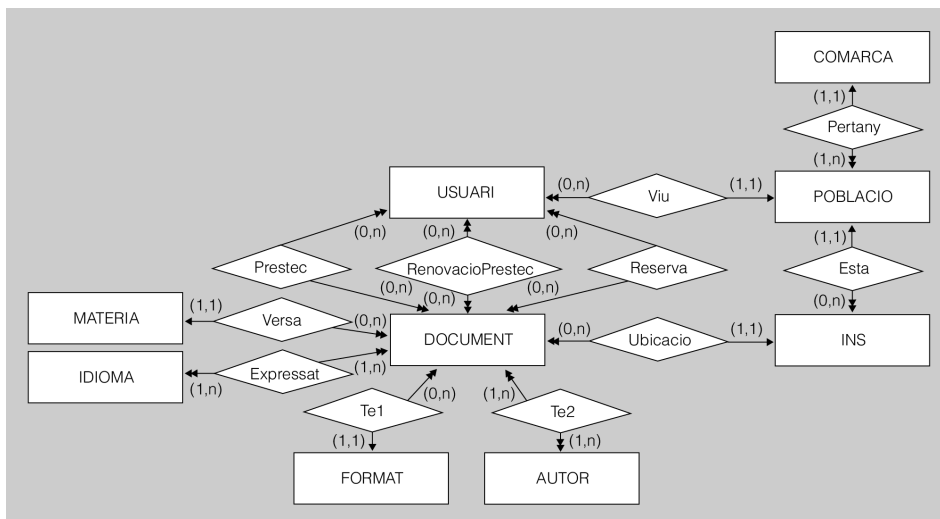 COMARCA
(1,1)
Pertany
(1,n)
USUARI
(0,n)
Viu
(1,1)
POBLACIO
(0,n)
(0,n)
(0,n)
(1,1)
Prestec
RenovacioPrestec
Reserva
Esta
(0,n)
(0,n)
(0,n)
(0,n)
MATERIA
(1,1)
Versa
(0,n)
DOCUMENT
(0,n)
Ubicacio
(1,1)
INS
IDIOMA
(1,n)
Expressat
(1,n)
(0,n)
(1,n)
Te1
Te2
(1,1)
(1,n)
FORMAT
AUTOR